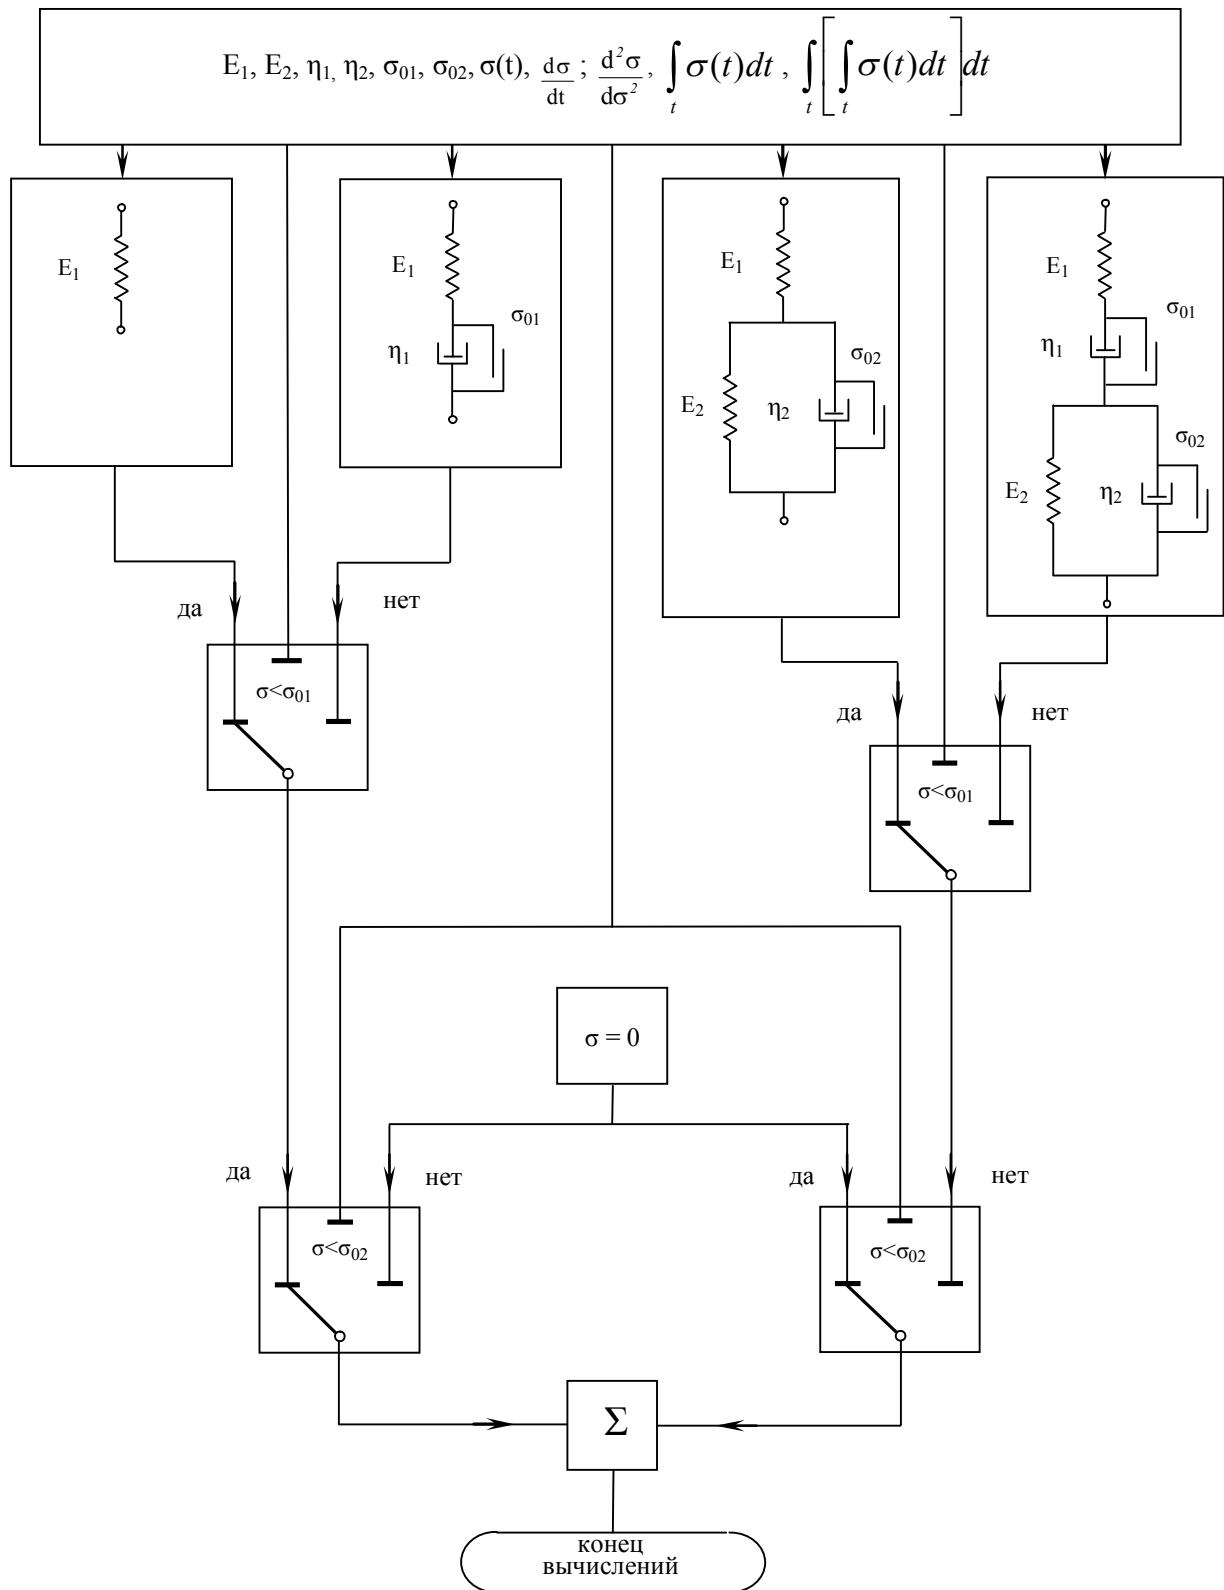 E₁, E₂, η₁, η₂, σ₀₁, σ₀₂, σ(t), dσ/dt; d²σ/dσ², ∫ₜ σ(t)dt, ∫ₜ[∫ₜ σ(t)dt]dt
E₁
E₁
σ₀₁
η₁
E₁
σ₀₂
E₂
η₂
E₁
σ₀₁
η₁
σ₀₂
E₂
η₂
да
нет
σ<σ₀₁
да
нет
σ<σ₀₁
σ = 0
да
нет
σ<σ₀₂
да
нет
σ<σ₀₂
Σ
конец
вычислений